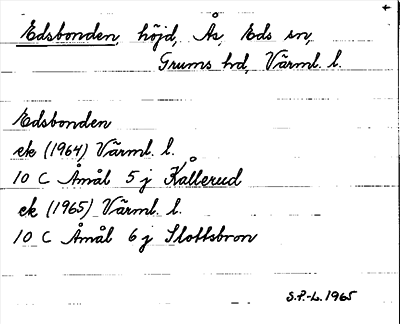 Edsbonden, höjd, Ås, Eds sn,
Grums hd, Värml. l.
Edsbonden
ek (1964) Värml. l.
10 C Åmål 5 j Kållerud
ek (1965) Värml. l.
10 C Åmål 6 j Slottsbron
S.P.-L. 1965